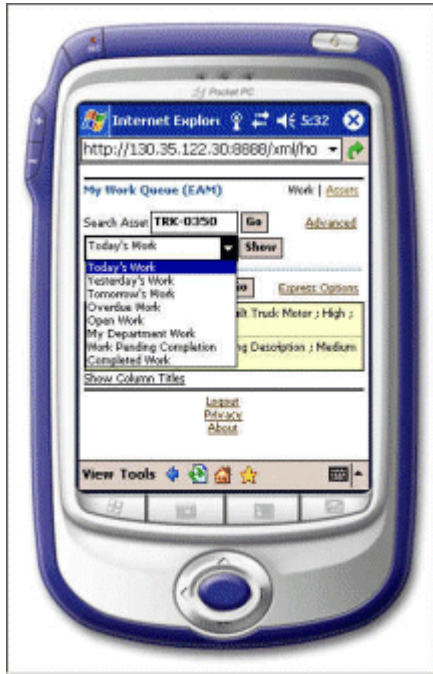 Pocket PC
Internet Explore 5:32
http://130.35.122.30:8888/xml/ho
My Work Queue (EAM) Work | Assets
Search Asset TRK-0350 Go Advanced
Today's Work Show
Today's Work
Yesterday's Work
Tomorrow's Work Express Options
Overdue Work
Open Work ilt Truck Motor ; High ;
My Department Work
Work Pending Completion ng Description ; Medium
Completed Work
Show Column Titles
Logout
Privacy
About
View Tools